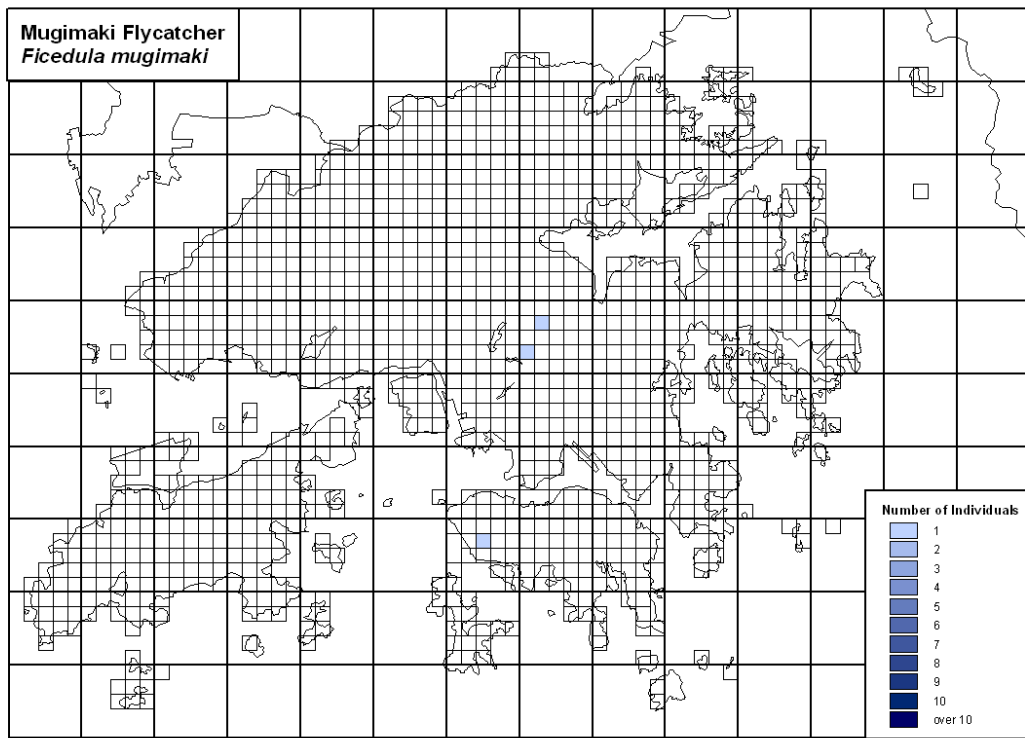 Mugimaki Flycatcher
Ficedula mugimaki
Number of Individuals
1
2
3
4
5
6
7
8
9
10
over 10